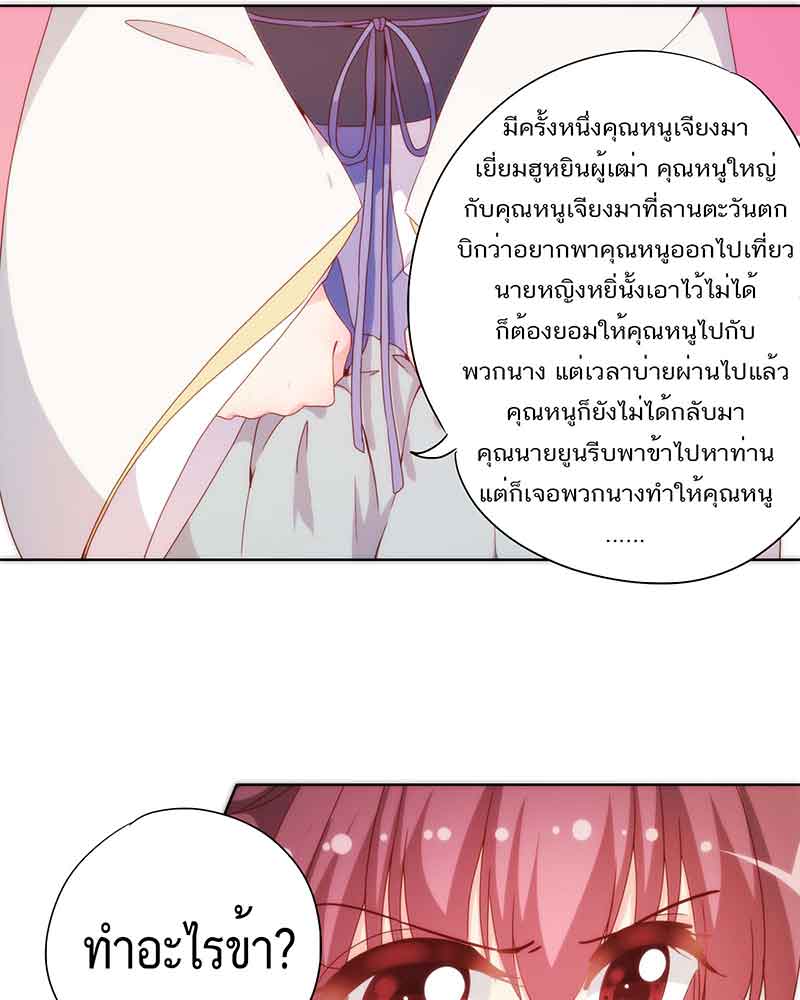 มีครั้งหนึ่งคุณหนูเจียงมา
เยี่ยมฮูหยินผู้เฒ่า คุณหนูใหญ่
กับคุณหนูเจียงมาที่ลานตะวันตก
บิกว่าอยากพาคุณหนูออกไปเที่ยว
นายหญิงหยิ่นั้งเอาไว้ไม่ได้
ก็ต้องยอมให้คุณหนูไปกับ
พวกนาง แต่เวลาบ่ายผ่านไปแล้ว
คุณหนูก็ยังไม่ได้กลับมา
คุณนายยูนรีบพาข้าไปหาท่าน
แต่ก็เจอพวกนางทำให้คุณหนู
......
ทำอะไรข้า?